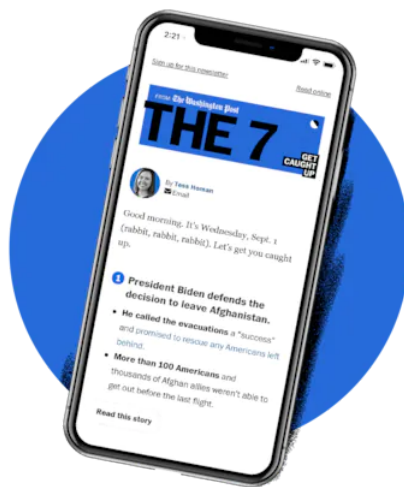 2:21
Sign up for this newsletter
Read online
FROM The Washington Post
THE 7
GET
CAUGHT
UP
By Tess Homan
Email
Good morning. It's Wednesday, Sept. 1
(rabbit, rabbit, rabbit). Let's get you caught
up.
1 President Biden defends the
decision to leave Afghanistan.
• He called the evacuations a "success"
and promised to rescue any Americans left
behind.
• More than 100 Americans and
thousands of Afghan allies weren't able to
get out before the last flight.
Read this story